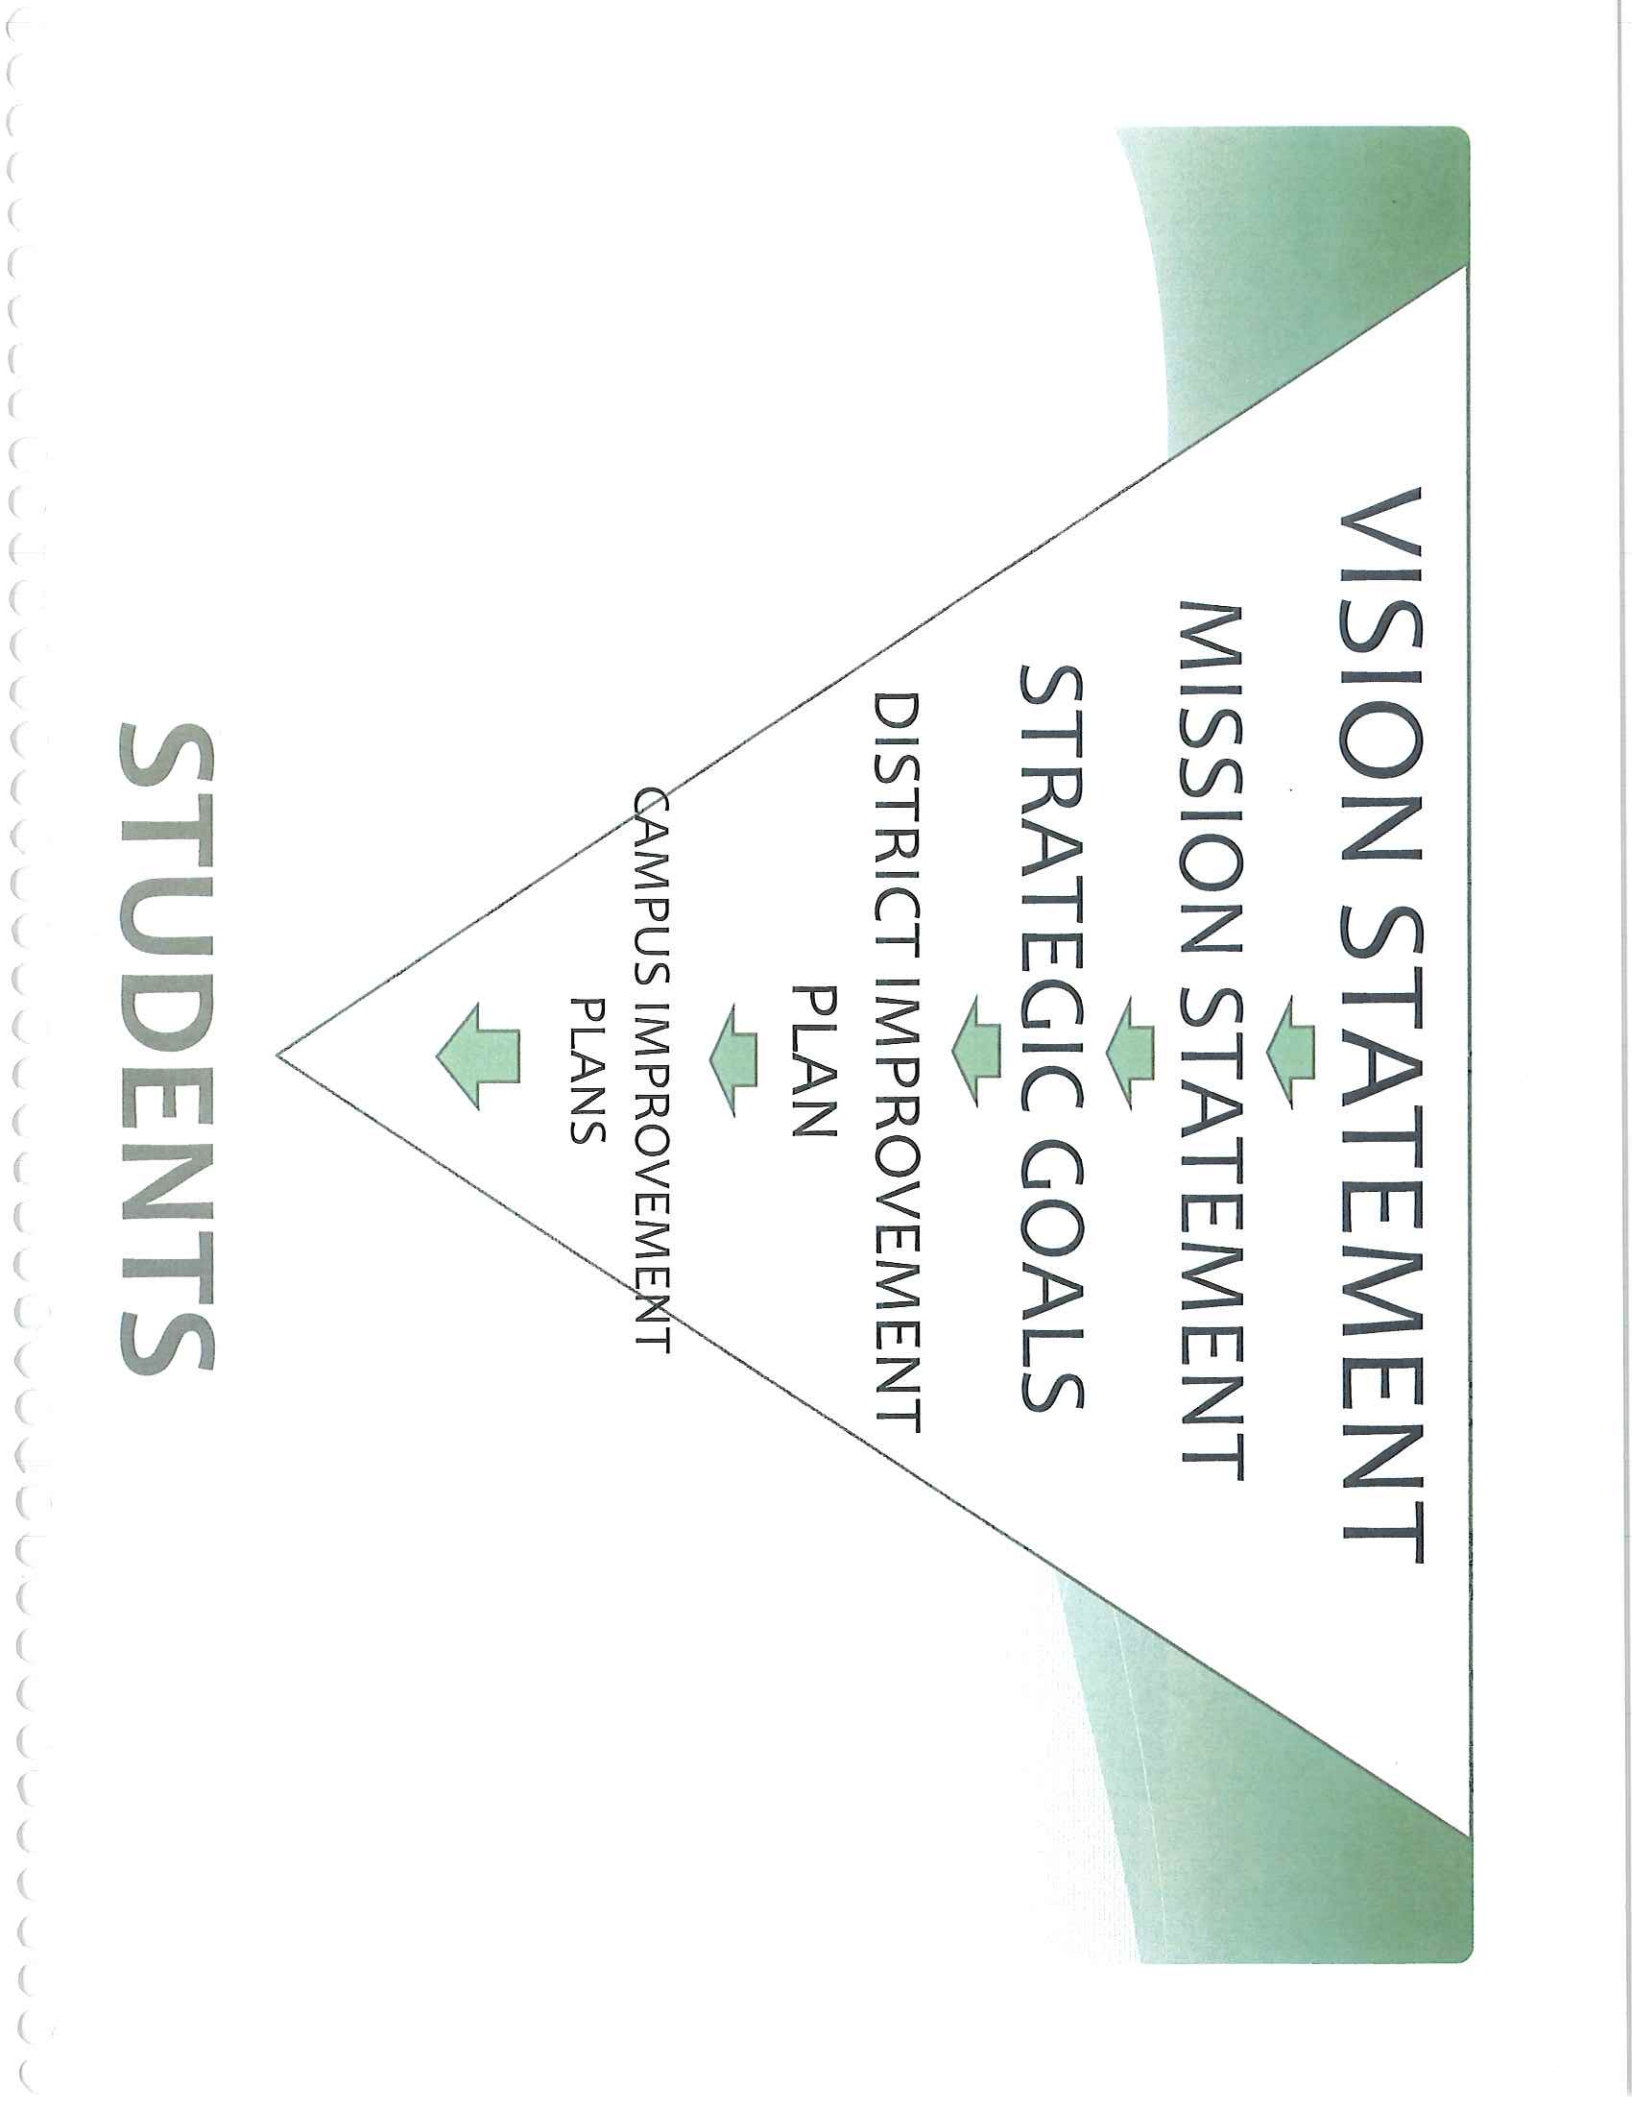 VISION STATEMENT
MISSION STATEMENT
STRATEGIC GOALS
DISTRICT IMPROVEMENT
PLAN
CAMPUS IMPROVEMENT
PLANS
STUDENTS